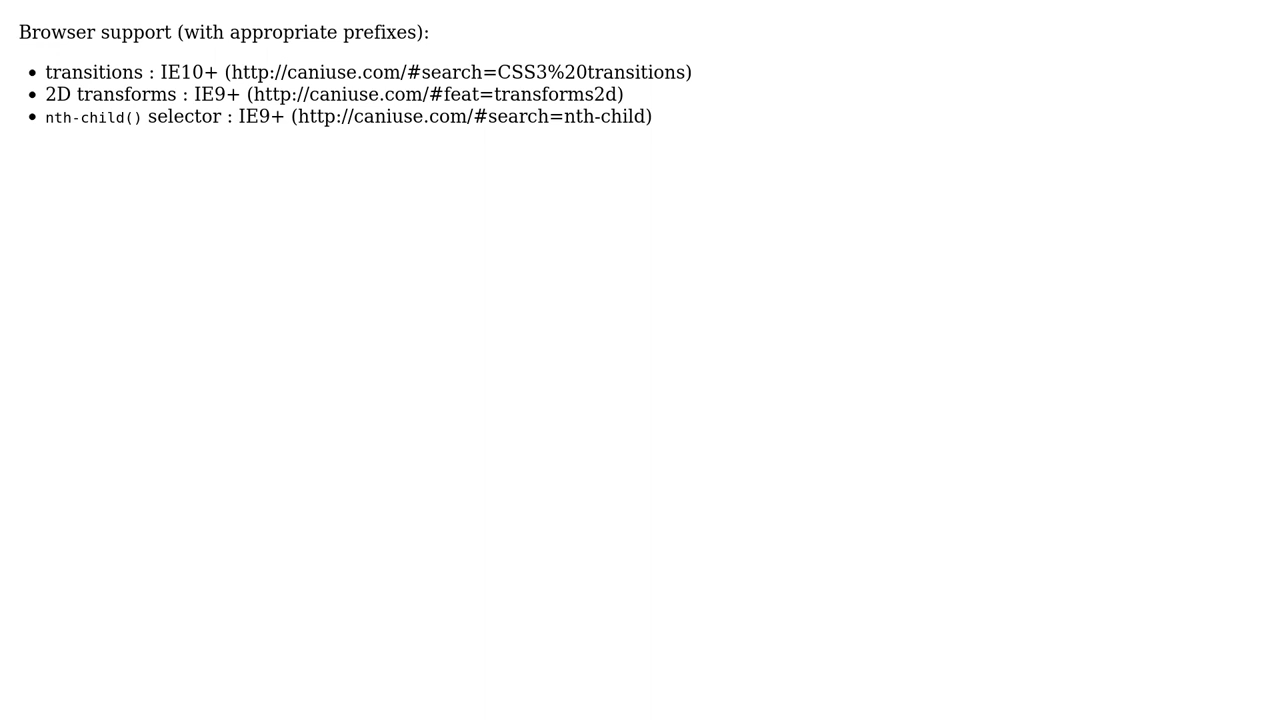 Browser support (with appropriate prefixes):
• transitions : IE10+ (http://caniuse.com/#search=CSS3%20transitions)
• 2D transforms : IE9+ (http://caniuse.com/#feat=transforms2d)
• nth-child() selector : IE9+ (http://caniuse.com/#search=nth-child)